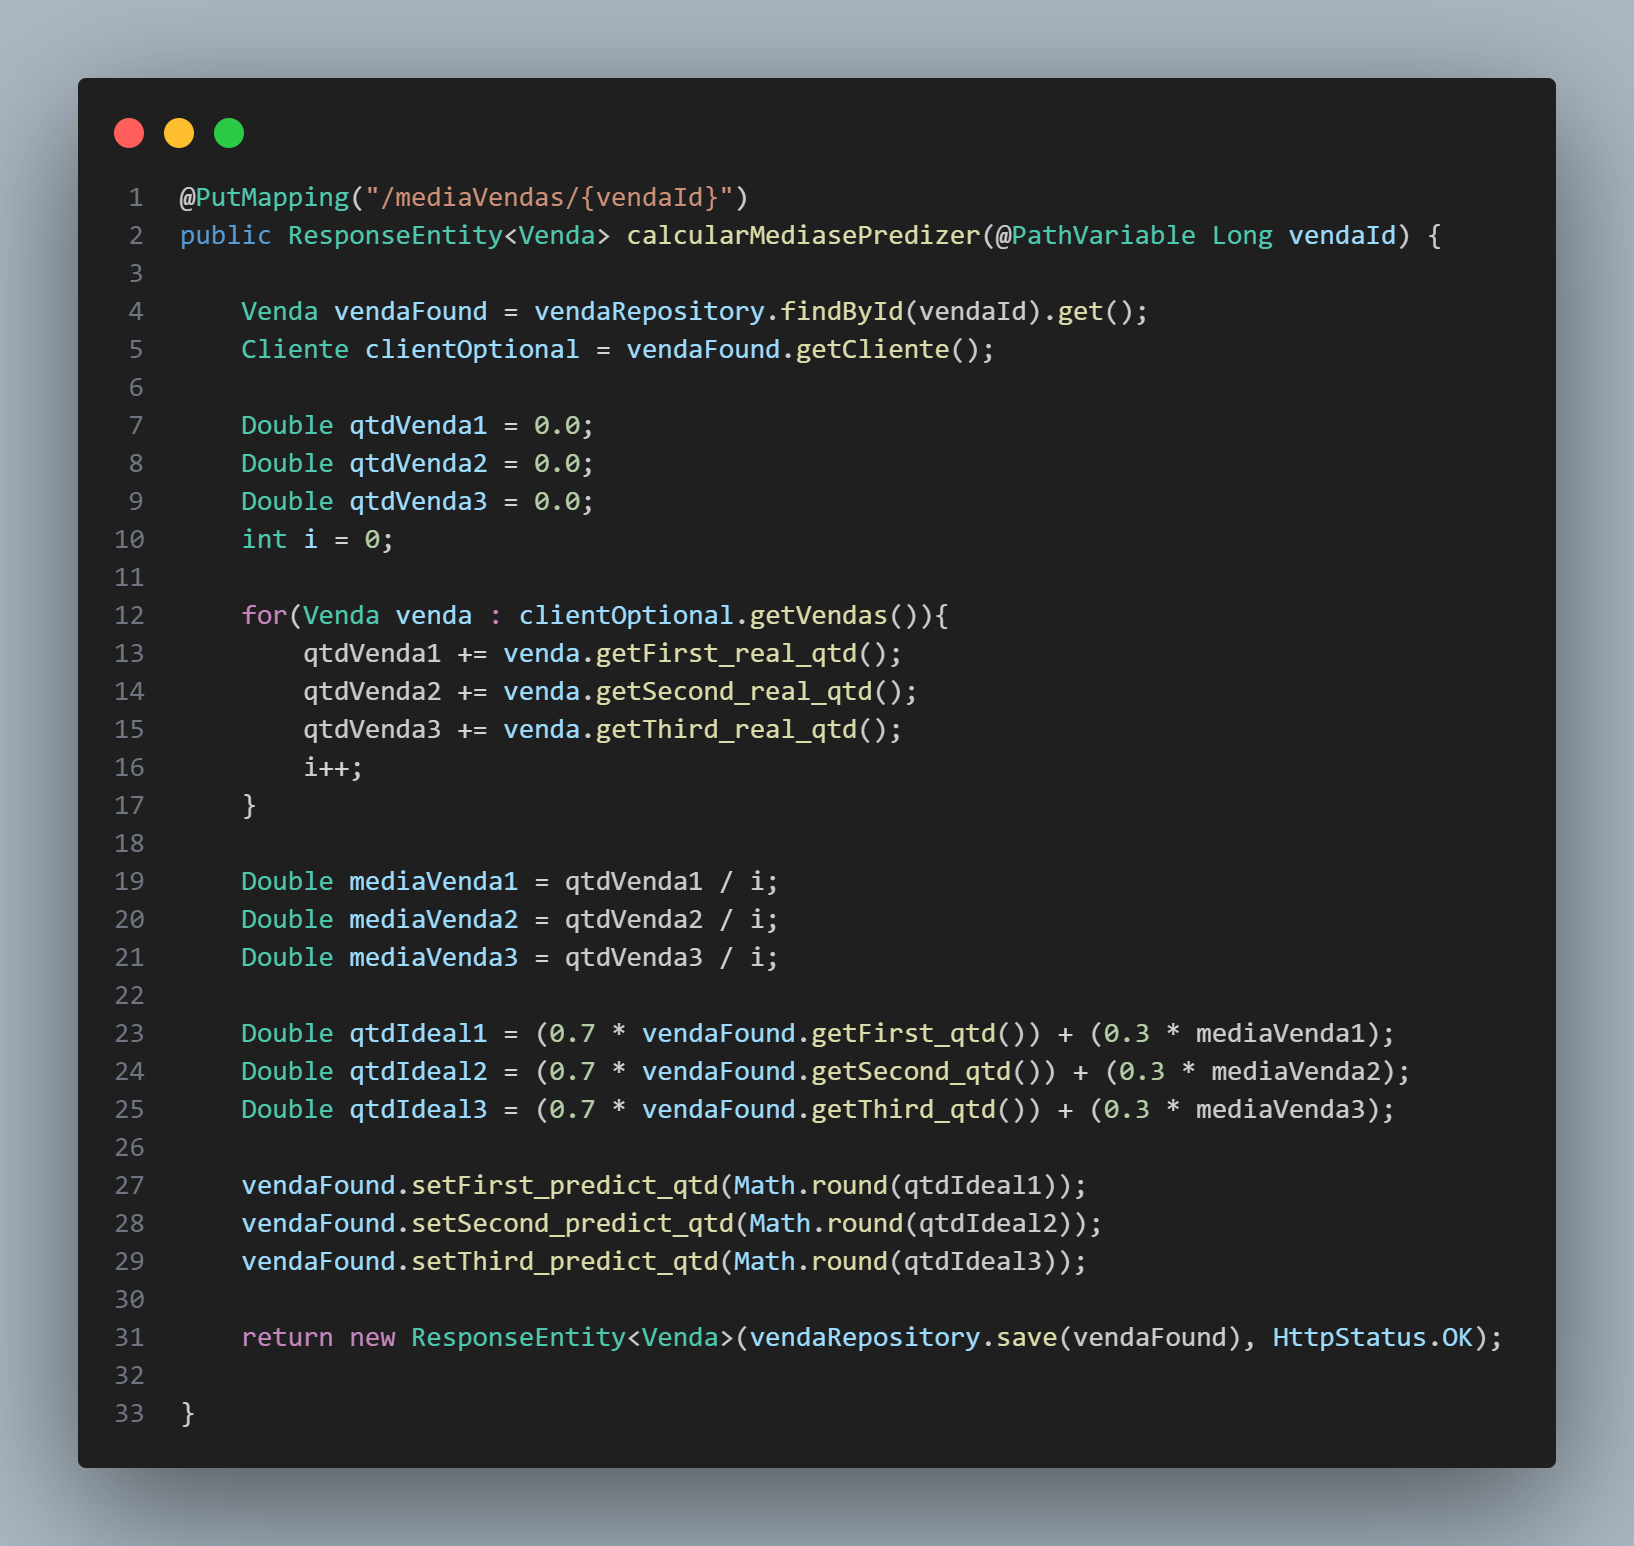 1 @PutMapping("/mediaVendas/{vendaId}")
2 public ResponseEntity<Venda> calcularMediasePredizer(@PathVariable Long vendaId) {
3
4 Venda vendaFound = vendaRepository.findById(vendaId).get();
5 Cliente clientOptional = vendaFound.getCliente();
6
7 Double qtdVenda1 = 0.0;
8 Double qtdVenda2 = 0.0;
9 Double qtdVenda3 = 0.0;
10 int i = 0;
11
12 for(Venda venda : clientOptional.getVendas()){
13 qtdVenda1 += venda.getFirst_real_qtd();
14 qtdVenda2 += venda.getSecond_real_qtd();
15 qtdVenda3 += venda.getThird_real_qtd();
16 i++;
17 }
18
19 Double mediaVenda1 = qtdVenda1 / i;
20 Double mediaVenda2 = qtdVenda2 / i;
21 Double mediaVenda3 = qtdVenda3 / i;
22
23 Double qtdIdeal1 = (0.7 * vendaFound.getFirst_qtd()) + (0.3 * mediaVenda1);
24 Double qtdIdeal2 = (0.7 * vendaFound.getSecond_qtd()) + (0.3 * mediaVenda2);
25 Double qtdIdeal3 = (0.7 * vendaFound.getThird_qtd()) + (0.3 * mediaVenda3);
26
27 vendaFound.setFirst_predict_qtd(Math.round(qtdIdeal1));
28 vendaFound.setSecond_predict_qtd(Math.round(qtdIdeal2));
29 vendaFound.setThird_predict_qtd(Math.round(qtdIdeal3));
30
31 return new ResponseEntity<Venda>(vendaRepository.save(vendaFound), HttpStatus.OK);
32
33 }